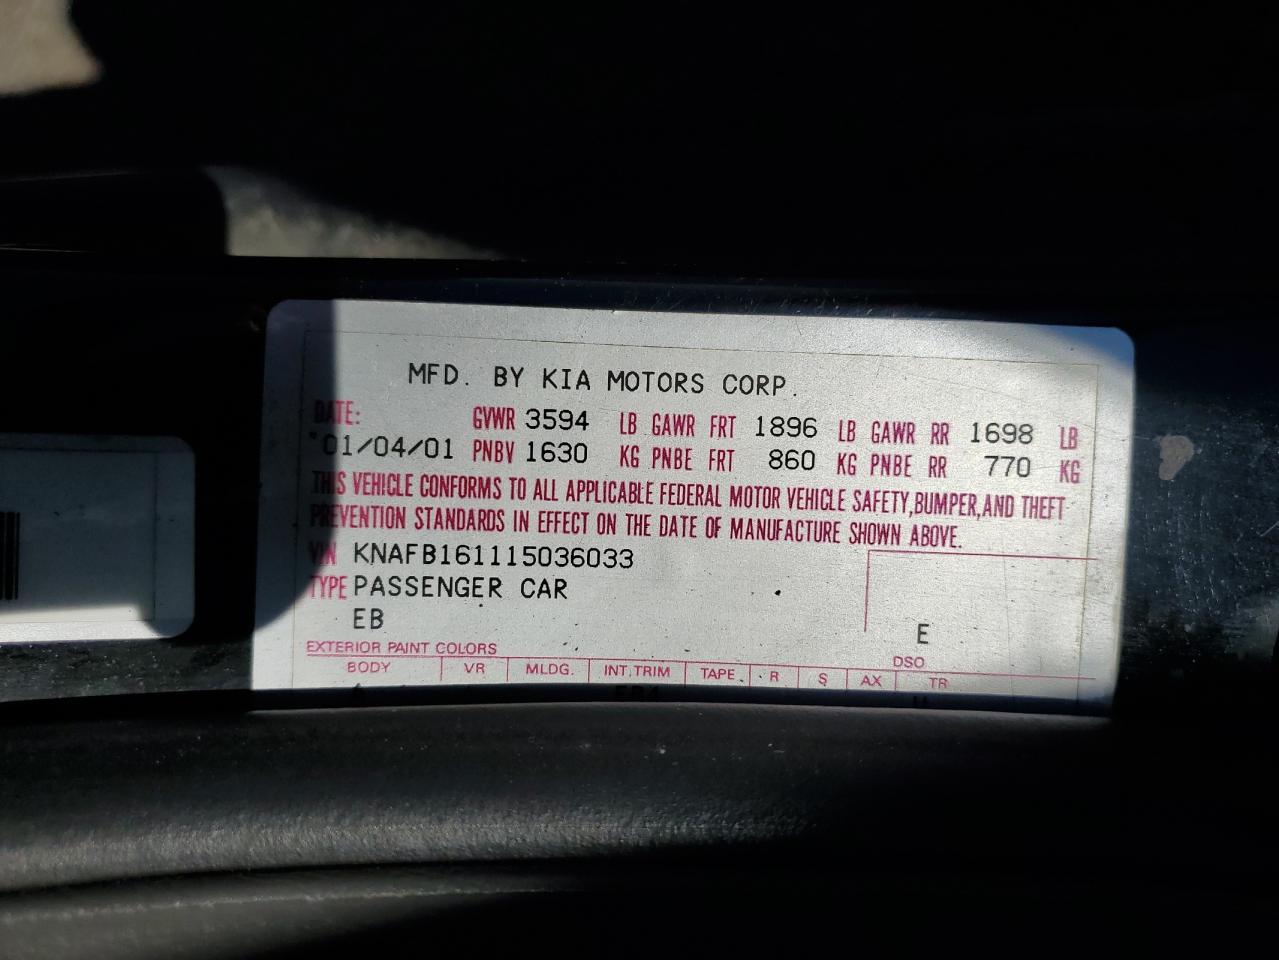 MFD. BY KIA MOTORS CORP.
DATE: GVWR 3594 LB GAWR FRT 1896 LB GAWR RR 1698 LB
01/04/01 PNBV 1630 KG PNBE FRT 860 KG PNBE RR 770 KG
THIS VEHICLE CONFORMS TO ALL APPLICABLE FEDERAL MOTOR VEHICLE SAFETY,BUMPER,AND THEFT
PREVENTION STANDARDS IN EFFECT ON THE DATE OF MANUFACTURE SHOWN ABOVE.
VIN KNAFB161115036033
TYPE PASSENGER CAR
EB E
EXTERIOR PAINT COLORS DSO
BODY VR MLDG. INT.TRIM TAPE R S AX TR